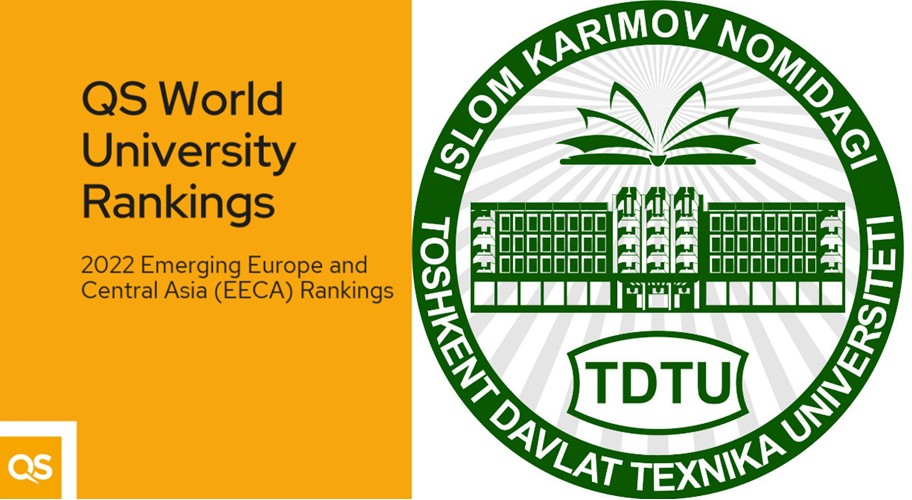 QS World
University
Rankings
2022 Emerging Europe and
Central Asia (EECA) Rankings
QS
ISLOM KARIMOV NOMIDAGI
TOSHKENT DAVLAT TEXNIKA UNIVERSITETI
TDTU